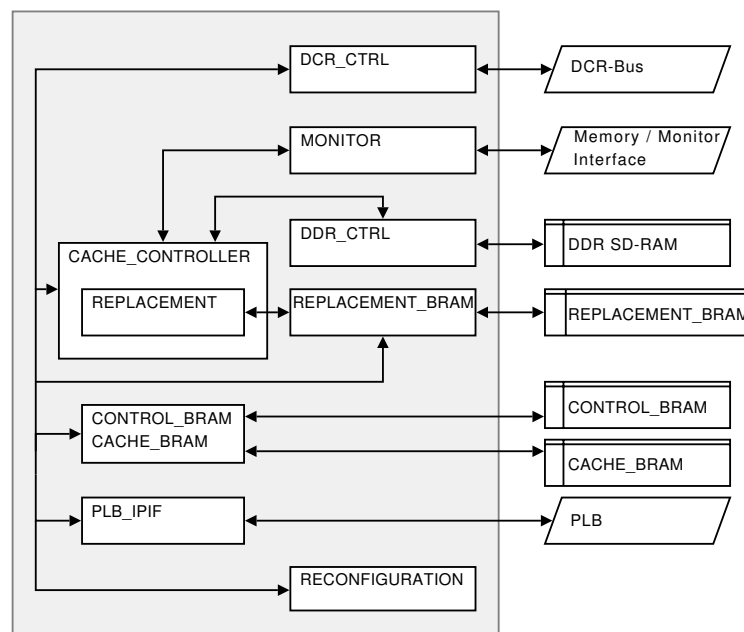 DCR_CTRL
DCR-Bus
MONITOR
Memory / Monitor
Interface
DDR_CTRL
DDR SD-RAM
CACHE_CONTROLLER
REPLACEMENT
REPLACEMENT_BRAM
REPLACEMENT_BRAM
CONTROL_BRAM
CACHE_BRAM
CONTROL_BRAM
CACHE_BRAM
PLB_IPIF
PLB
RECONFIGURATION